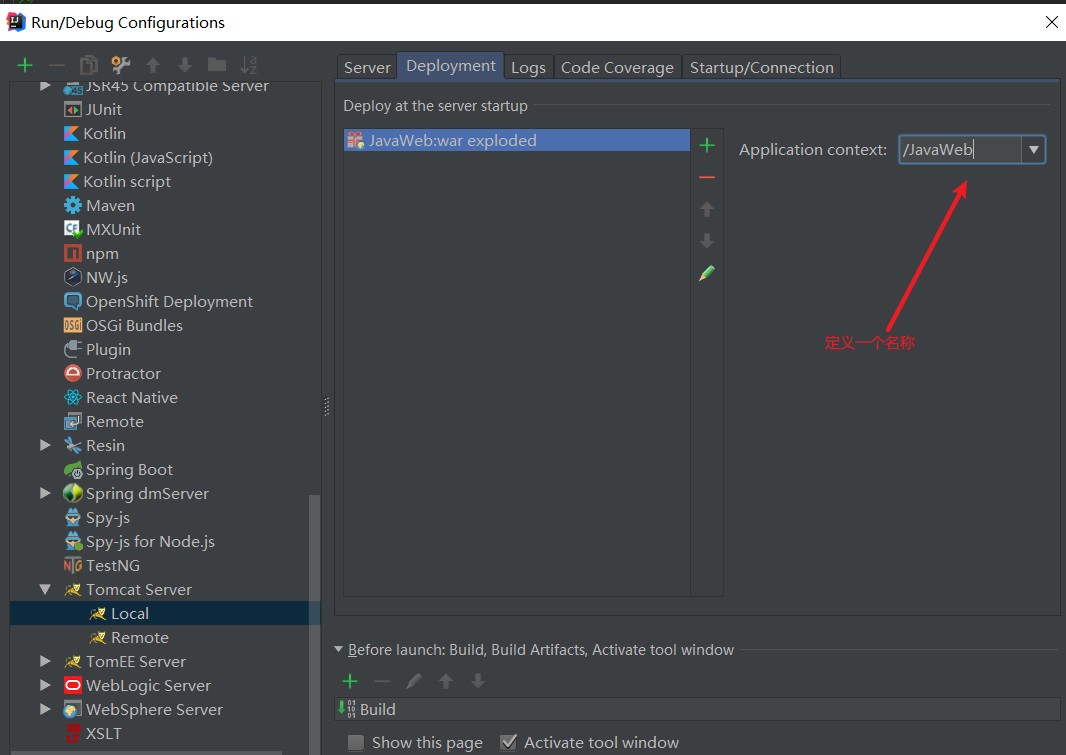 Run/Debug Configurations
JSR45 Compatible Server
JUnit
Kotlin
Kotlin (JavaScript)
Kotlin script
Maven
MXUnit
npm
NW.js
OpenShift Deployment
OSGi Bundles
Plugin
Protractor
React Native
Remote
Resin
Spring Boot
Spring dmServer
Spy-js
Spy-js for Node.js
TestNG
Tomcat Server
Local
Remote
TomEE Server
WebLogic Server
WebSphere Server
XSLT
Server Deployment Logs Code Coverage Startup/Connection
Deploy at the server startup
JavaWeb:war exploded
Application context: /JavaWeb
定义一个名称
Before launch: Build, Build Artifacts, Activate tool window
Build
Show this page Activate tool window